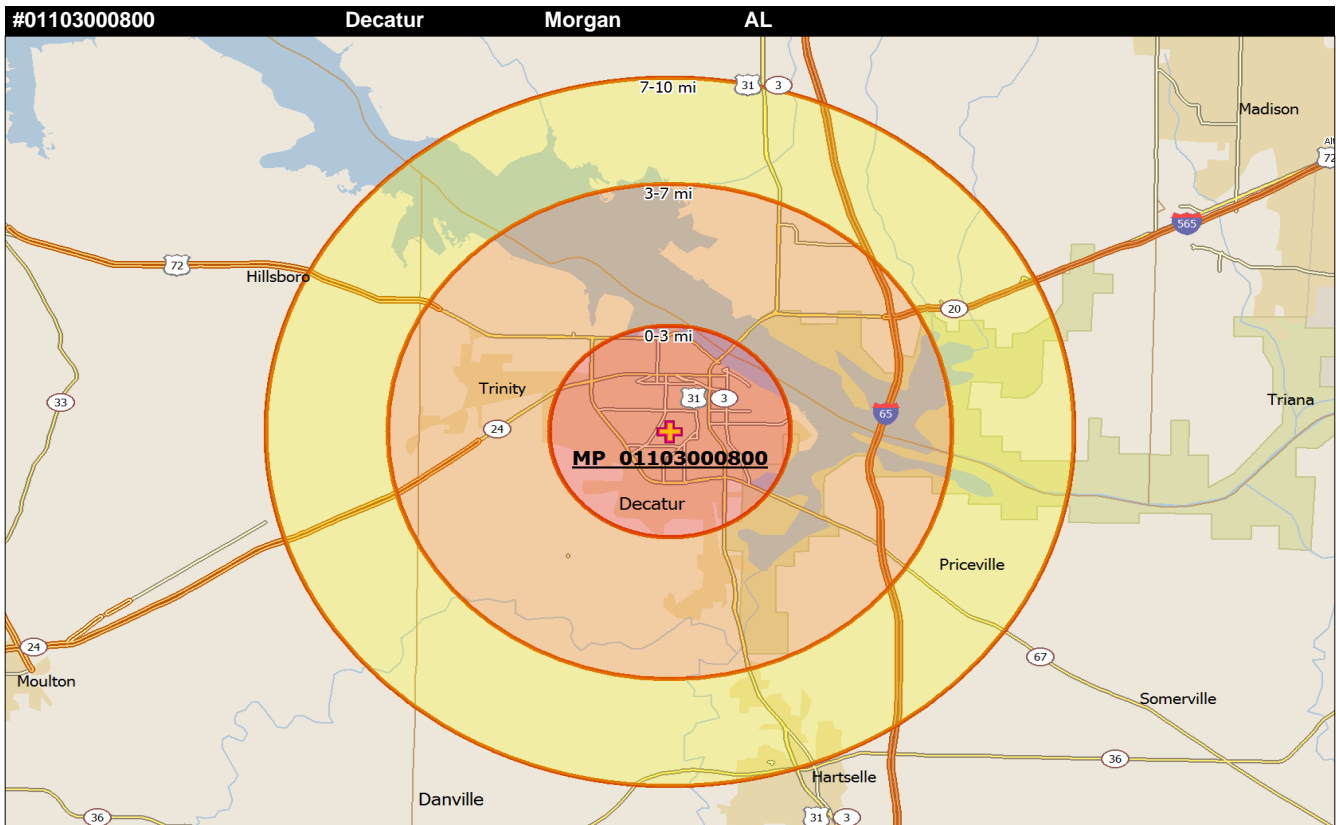 #01103000800 Decatur Morgan AL
7-10 mi
31 3
Madison
Alt
72
3-7 mi
565
72
Hillsboro
20
0-3 mi
Trinity
31 3
33
65
Triana
24
MP 01103000800
Decatur
Priceville
24
67
Moulton
Somerville
36
Hartselle
Danville
36
31 3